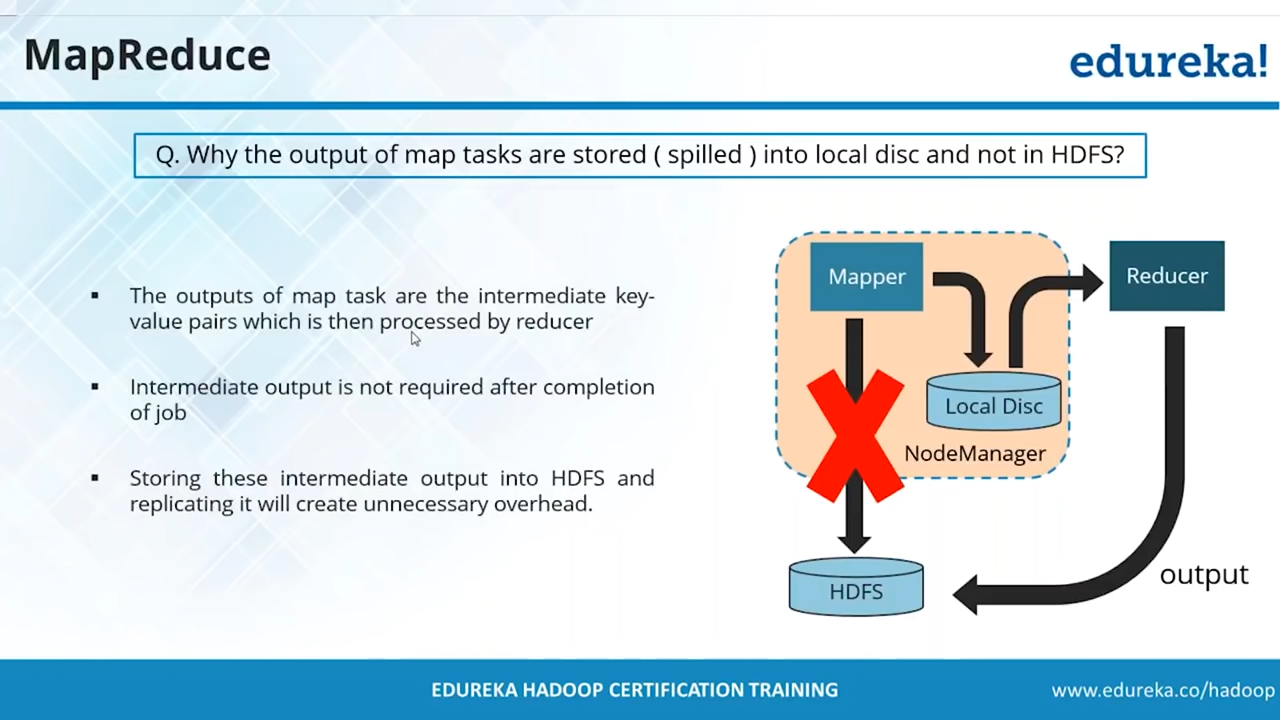 MapReduce
edureka!
Q. Why the output of map tasks are stored ( spilled ) into local disc and not in HDFS?
▪ The outputs of map task are the intermediate key-
value pairs which is then processed by reducer
▪ Intermediate output is not required after completion
of job
▪ Storing these intermediate output into HDFS and
replicating it will create unnecessary overhead.
Mapper
Reducer
Local Disc
NodeManager
HDFS
output
EDUREKA HADOOP CERTIFICATION TRAINING
www.edureka.co/hadoop